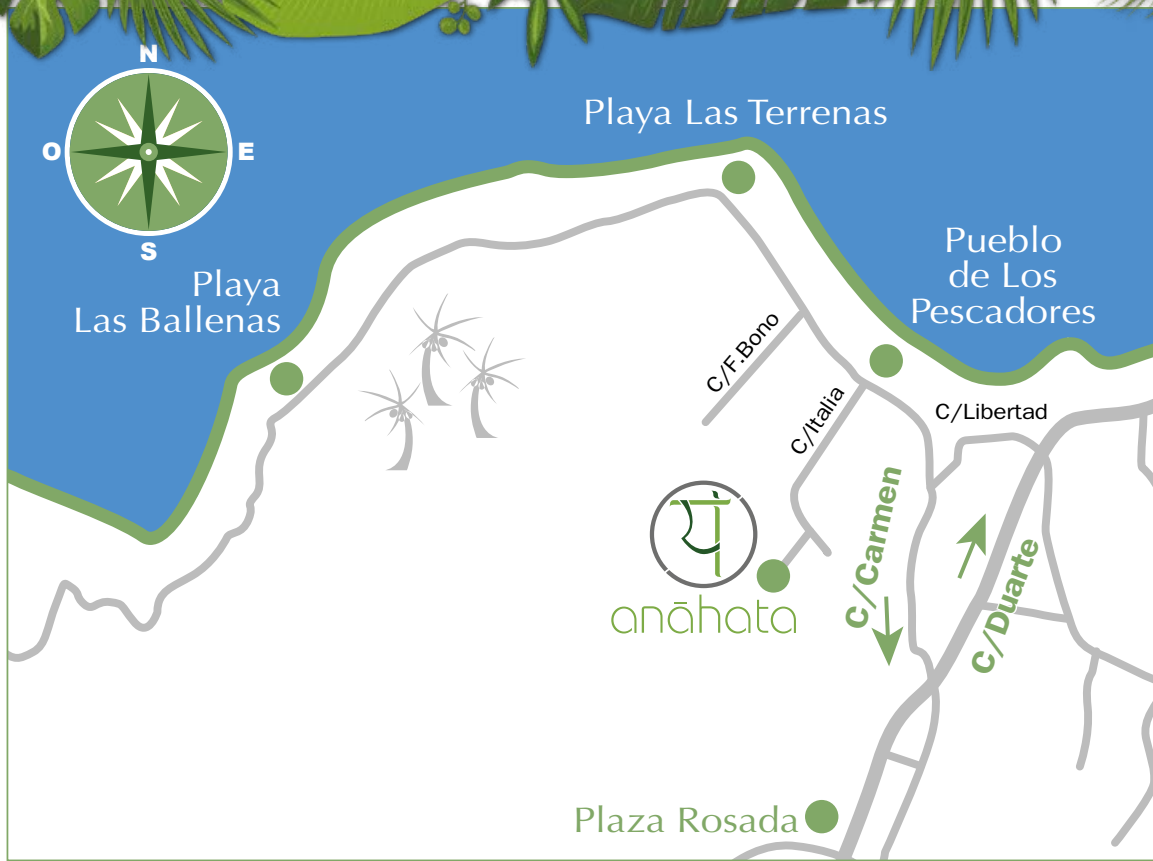 N
O
E
S
Playa Las Terrenas
Pueblo
de Los
Pescadores
Playa
Las Ballenas
C/F.Bono
C/Italia
C/Libertad
C/Carmen
C/Duarte
यं
anāhata
Plaza Rosada